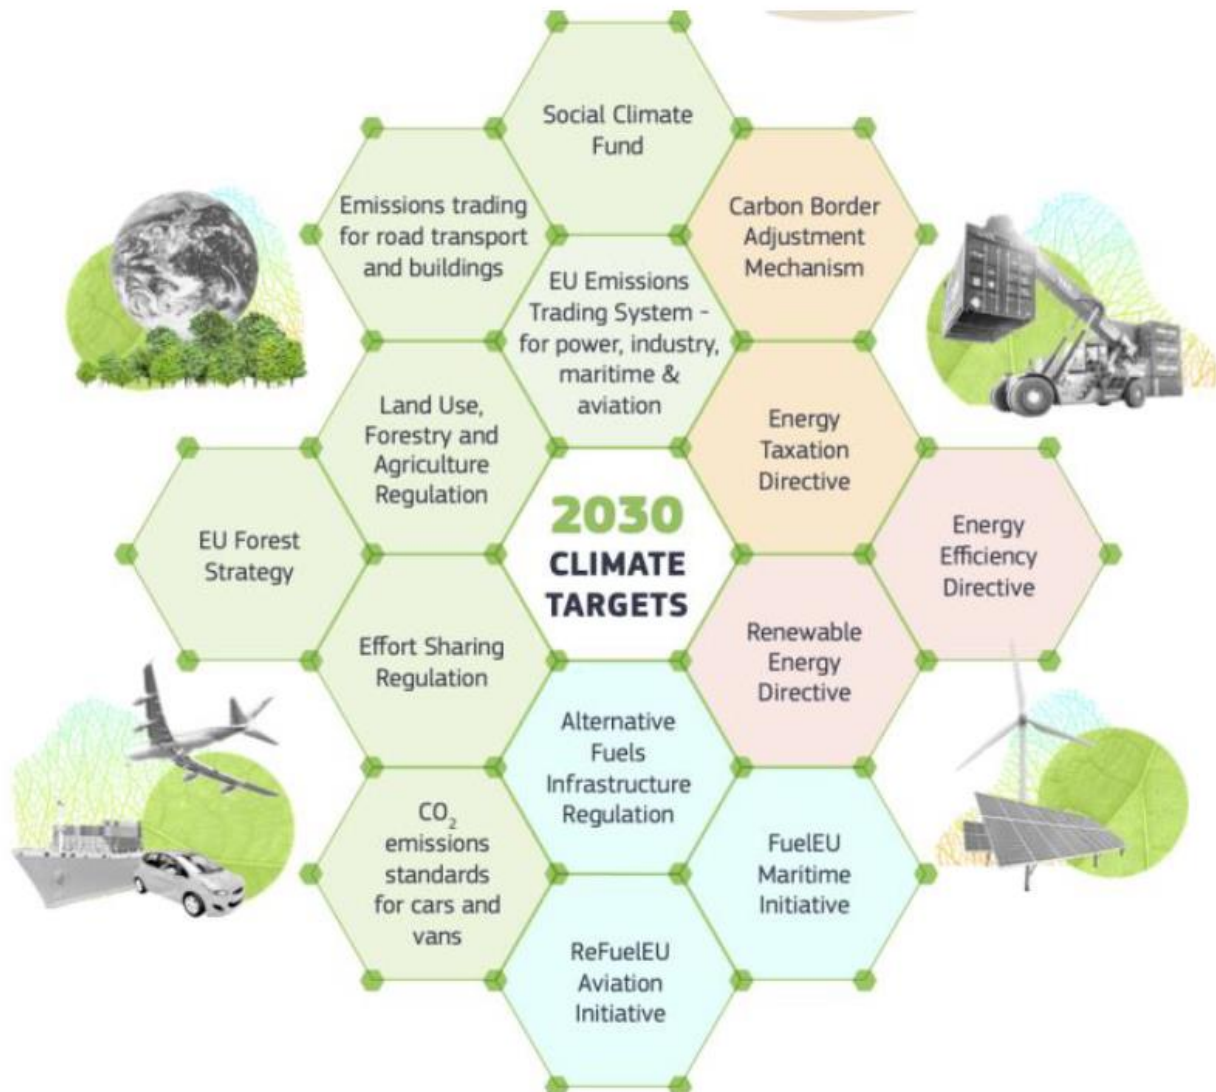 Social Climate
Fund
Emissions trading
for road transport
and buildings
Carbon Border
Adjustment
Mechanism
EU Emissions
Trading System -
for power, industry,
maritime &
aviation
Land Use,
Forestry and
Agriculture
Regulation
Energy
Taxation
Directive
EU Forest
Strategy
2030
CLIMATE
TARGETS
Energy
Efficiency
Directive
Effort Sharing
Regulation
Renewable
Energy
Directive
Alternative
Fuels
Infrastructure
Regulation
CO₂
emissions
standards
for cars and
vans
FuelEU
Maritime
Initiative
ReFuelEU
Aviation
Initiative